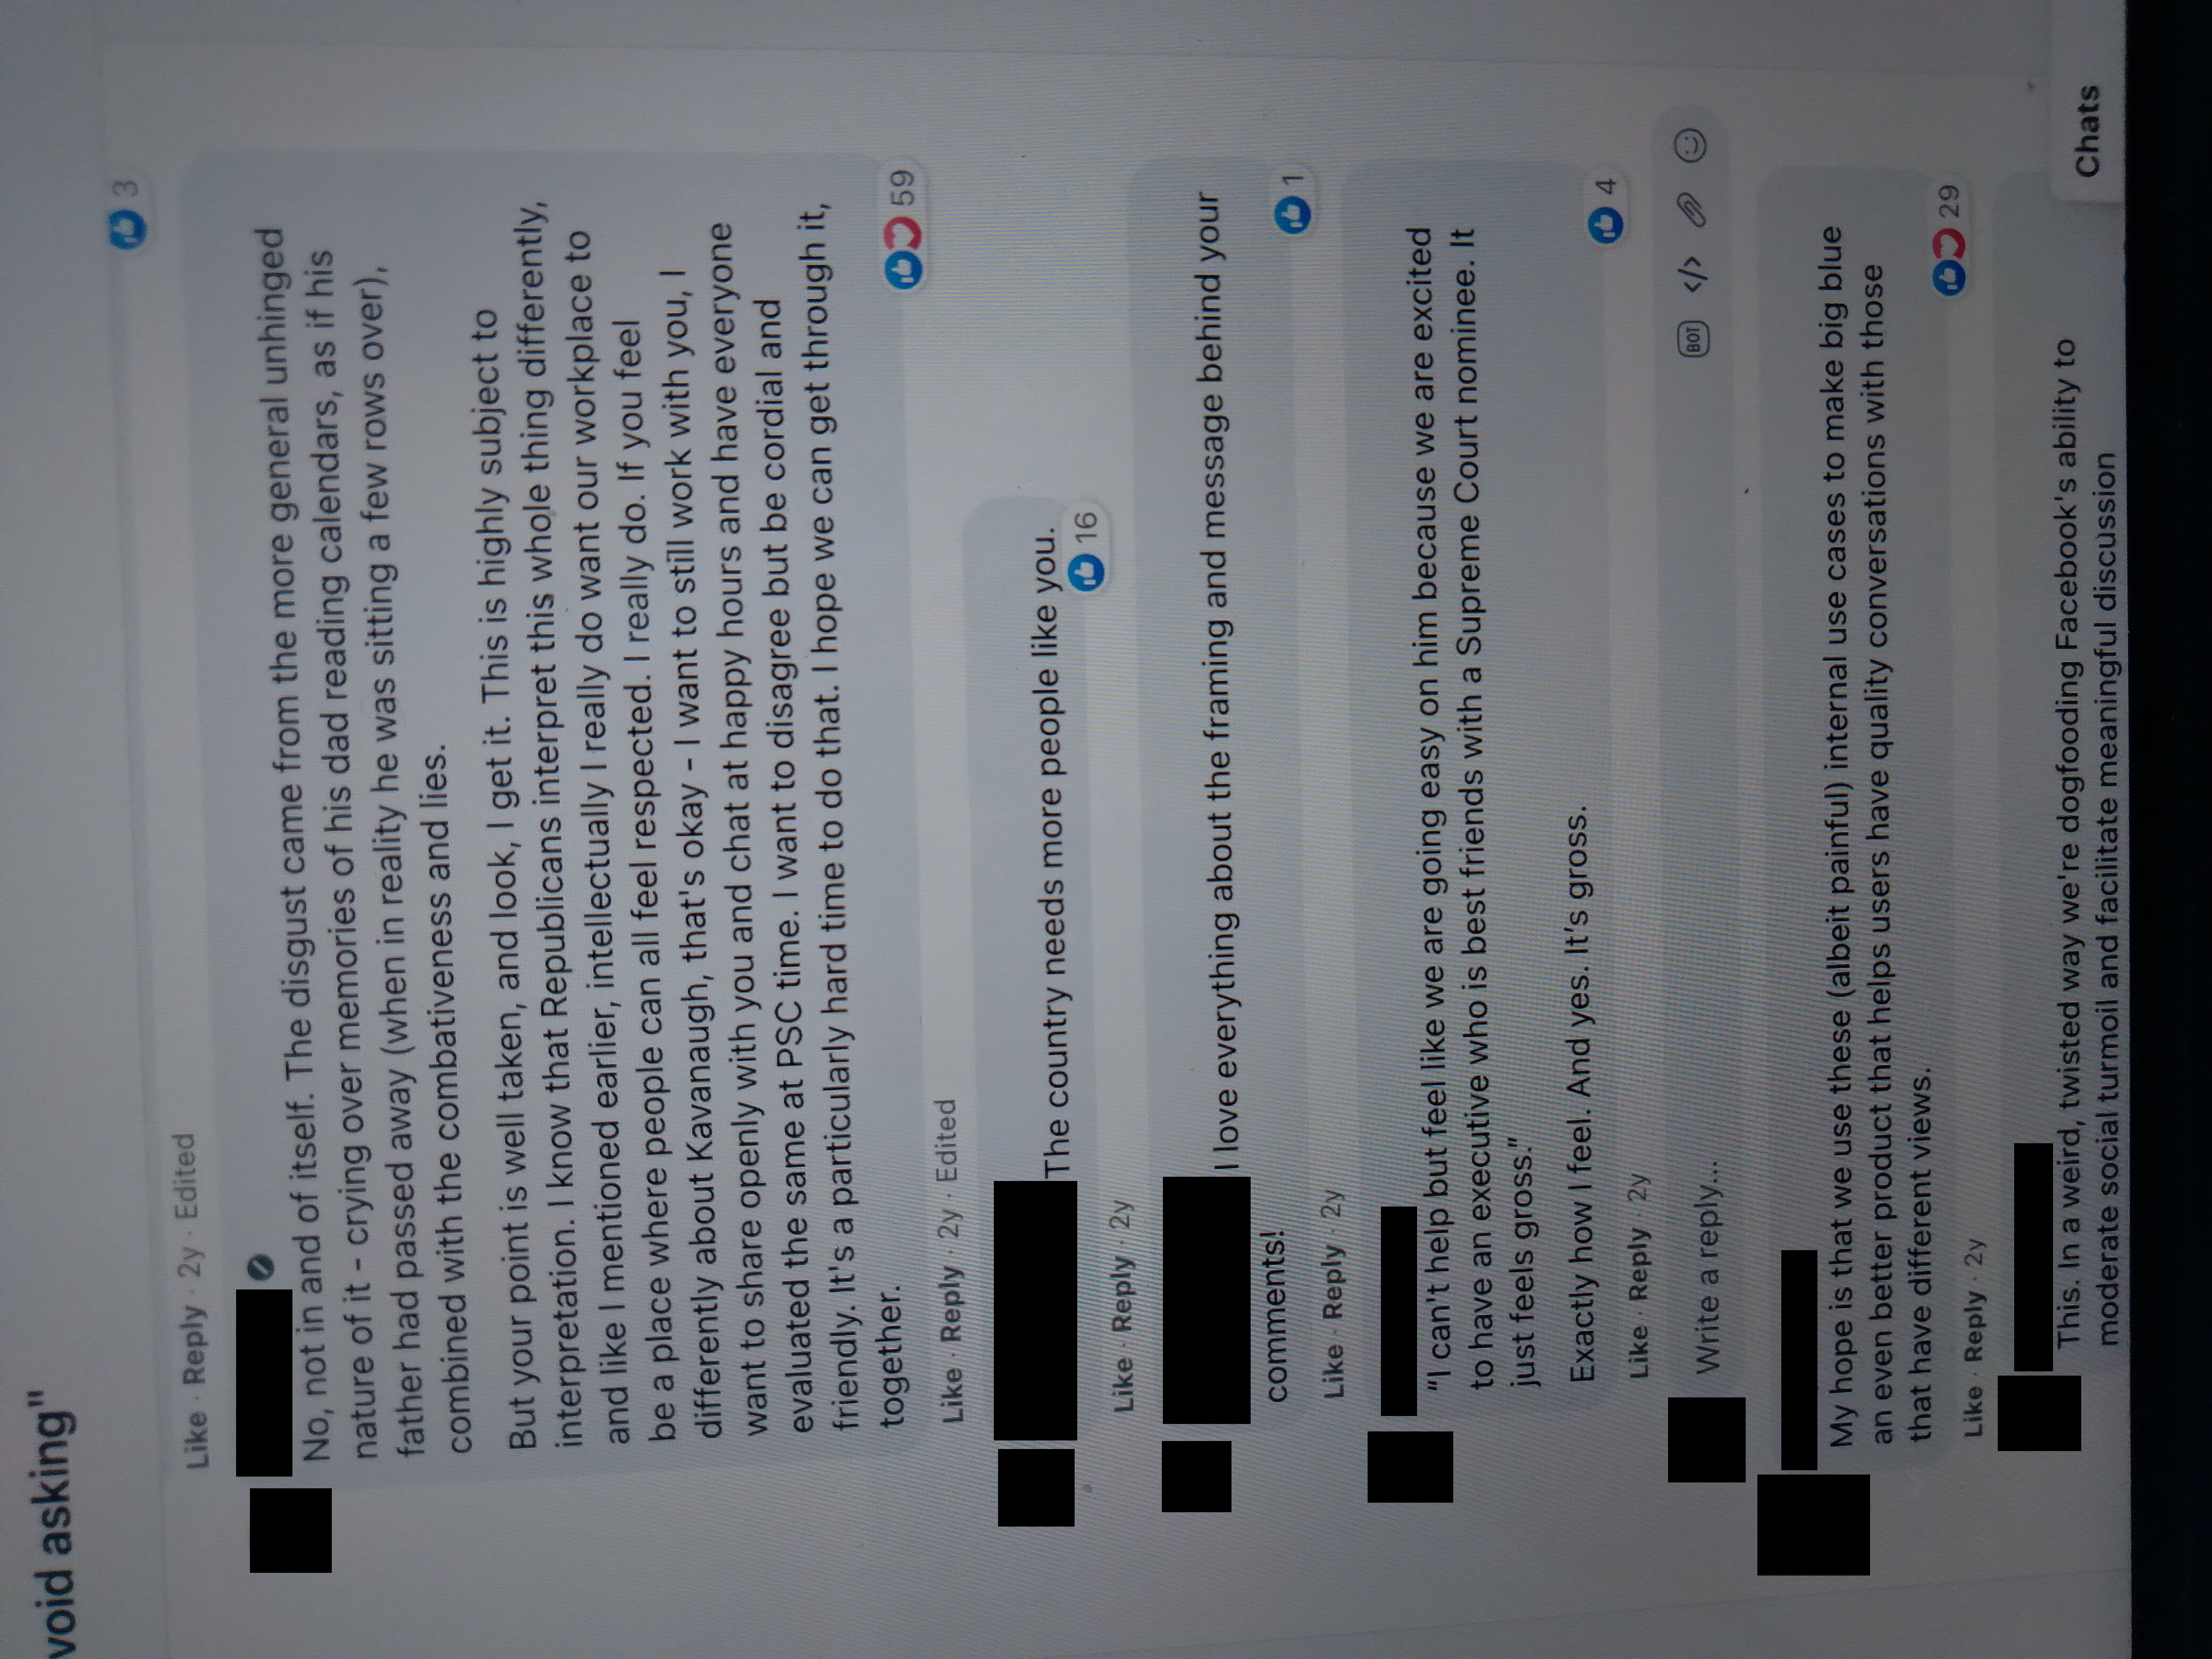 void asking"
3
Like · Reply · 2y · Edited
No, not in and of itself. The disgust came from the more general unhinged
nature of it - crying over memories of his dad reading calendars, as if his
father had passed away (when in reality he was sitting a few rows over),
combined with the combativeness and lies.
But your point is well taken, and look, I get it. This is highly subject to
interpretation. I know that Republicans interpret this whole thing differently,
and like I mentioned earlier, intellectually I really do want our workplace to
be a place where people can all feel respected. I really do. If you feel
differently about Kavanaugh, that's okay – I want to still work with you, I
want to share openly with you and chat at happy hours and have everyone
evaluated the same at PSC time. I want to disagree but be cordial and
friendly. It's a particularly hard time to do that. I hope we can get through it,
together.
59
Like · Reply · 2y · Edited
The country needs more people like you.
16
Like · Reply · 2y
I love everything about the framing and message behind your
comments!
1
Like · Reply · 2y
"I can't help but feel like we are going easy on him because we are excited
to have an executive who is best friends with a Supreme Court nominee. It
just feels gross."
Exactly how I feel. And yes. It's gross.
4
Like · Reply · 2y
Write a reply...
BOT </>
My hope is that we use these (albeit painful) internal use cases to make big blue
an even better product that helps users have quality conversations with those
that have different views.
29
Like · Reply · 2y
This. In a weird, twisted way we're dogfooding Facebook's ability to
moderate social turmoil and facilitate meaningful discussion
Chats